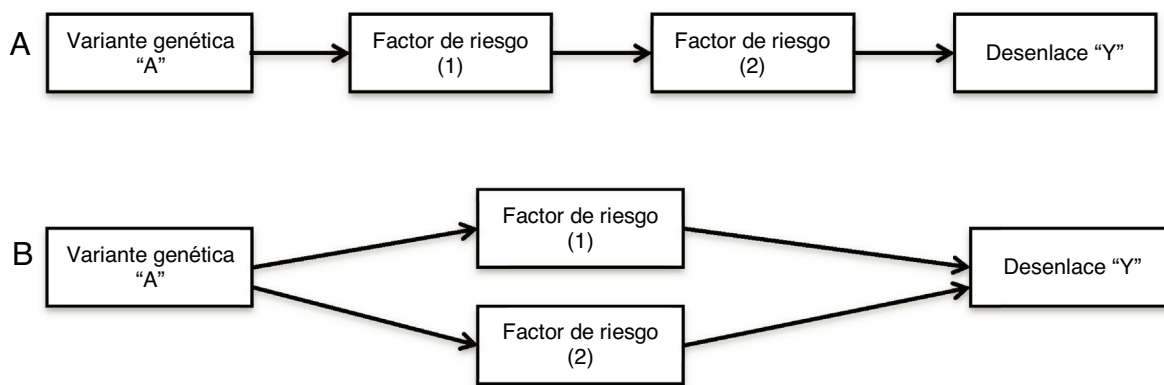 A
Variante genética
“A”
Factor de riesgo
(1)
Factor de riesgo
(2)
Desenlace “Y”
B
Variante genética
“A”
Factor de riesgo
(1)
Factor de riesgo
(2)
Desenlace “Y”